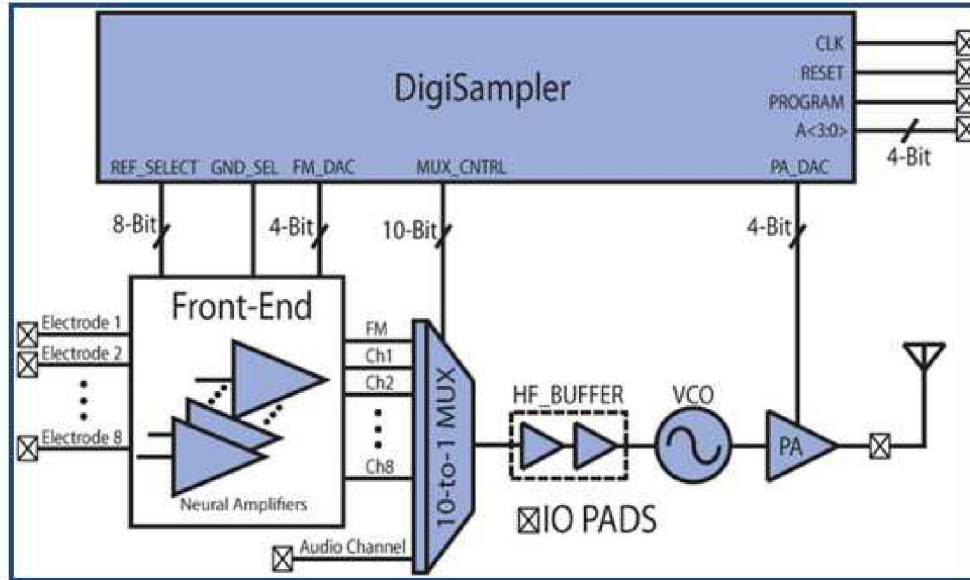 DigiSampler
CLK
RESET
PROGRAM
A<3:0>
4-Bit
REF_SELECT GND_SEL FM_DAC MUX_CNTRL PA_DAC
8-Bit 4-Bit 10-Bit 4-Bit
Front-End
Electrode 1
Electrode 2
Electrode 8
Neural Amplifiers
FM
Ch1
Ch2
Ch8
Audio Channel
10-to-1 MUX
HF_BUFFER
VCO
PA
IO PADS